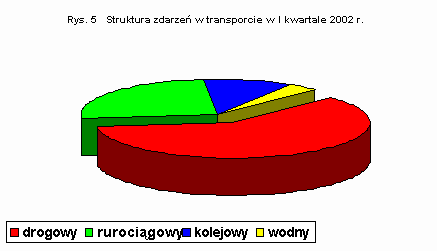 Rys. 5 Struktura zdarzeń w transporcie w I kwartale 2002 r.
drogowy rurociągowy kolejowy wodny